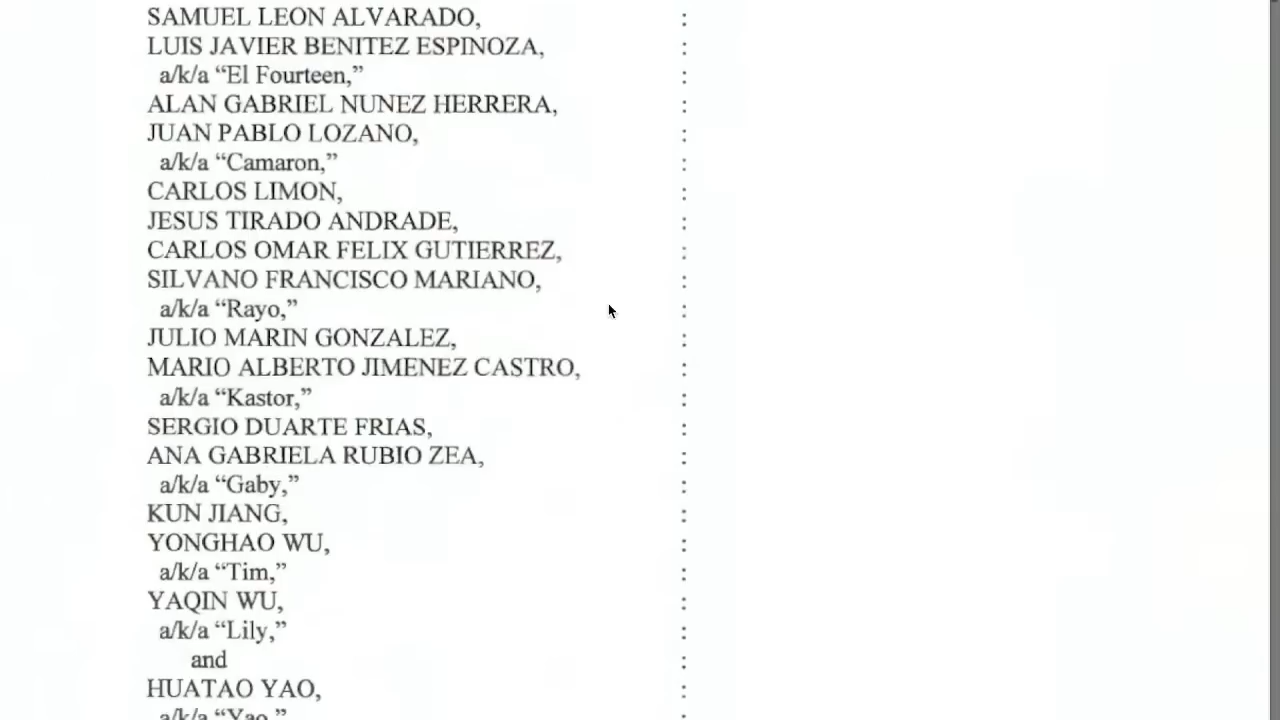 SAMUEL LEON ALVARADO, :
LUIS JAVIER BENITEZ ESPINOZA, :
a/k/a “El Fourteen,” :
ALAN GABRIEL NUNEZ HERRERA, :
JUAN PABLO LOZANO, :
a/k/a “Camaron,” :
CARLOS LIMON, :
JESUS TIRADO ANDRADE, :
CARLOS OMAR FELIX GUTIERREZ, :
SILVANO FRANCISCO MARIANO, :
a/k/a “Rayo,” :
JULIO MARIN GONZALEZ, :
MARIO ALBERTO JIMENEZ CASTRO, :
a/k/a “Kastor,” :
SERGIO DUARTE FRIAS, :
ANA GABRIELA RUBIO ZEA, :
a/k/a “Gaby,” :
KUN JIANG, :
YONGHAO WU, :
a/k/a “Tim,” :
YAQIN WU, :
a/k/a “Lily,” :
and :
HUATAO YAO, :
a/k/a “Yao,” :